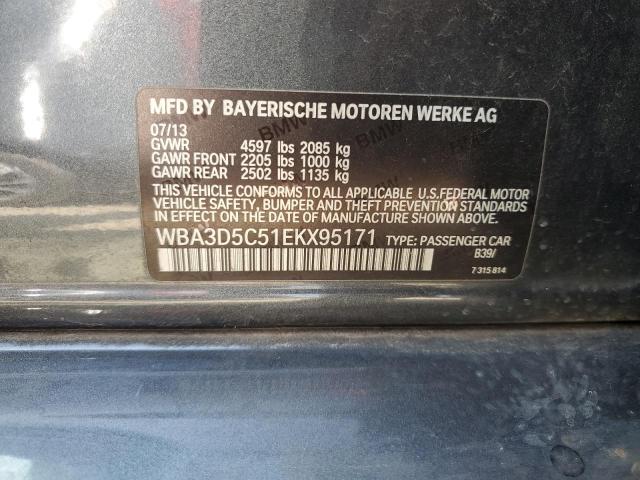 MFD BY BAYERISCHE MOTOREN WERKE AG
07/13
GVWR 4597 lbs 2085 kg
GAWR FRONT 2205 lbs 1000 kg
GAWR REAR 2502 lbs 1135 kg
THIS VEHICLE CONFORMS TO ALL APPLICABLE U.S.FEDERAL MOTOR
VEHICLE SAFETY, BUMPER AND THEFT PREVENTION STANDARDS
IN EFFECT ON THE DATE OF MANUFACTURE SHOWN ABOVE.
WBA3D5C51EKX95171 TYPE: PASSENGER CAR
B39/
7 315 814